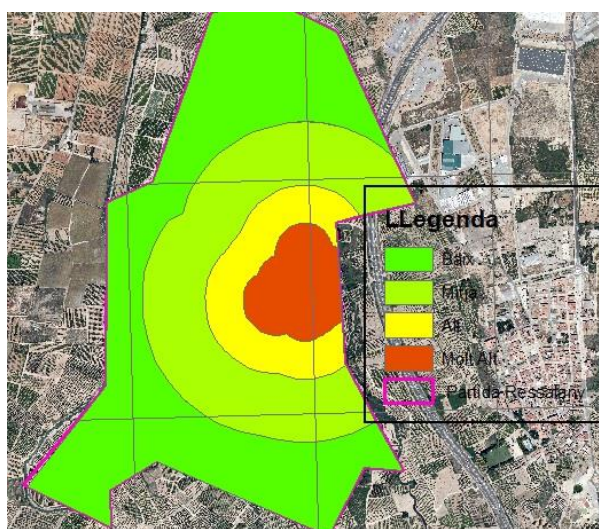 LLegenda
Baix
Mitja
Alt
Molt Alt
Partida Ressalany